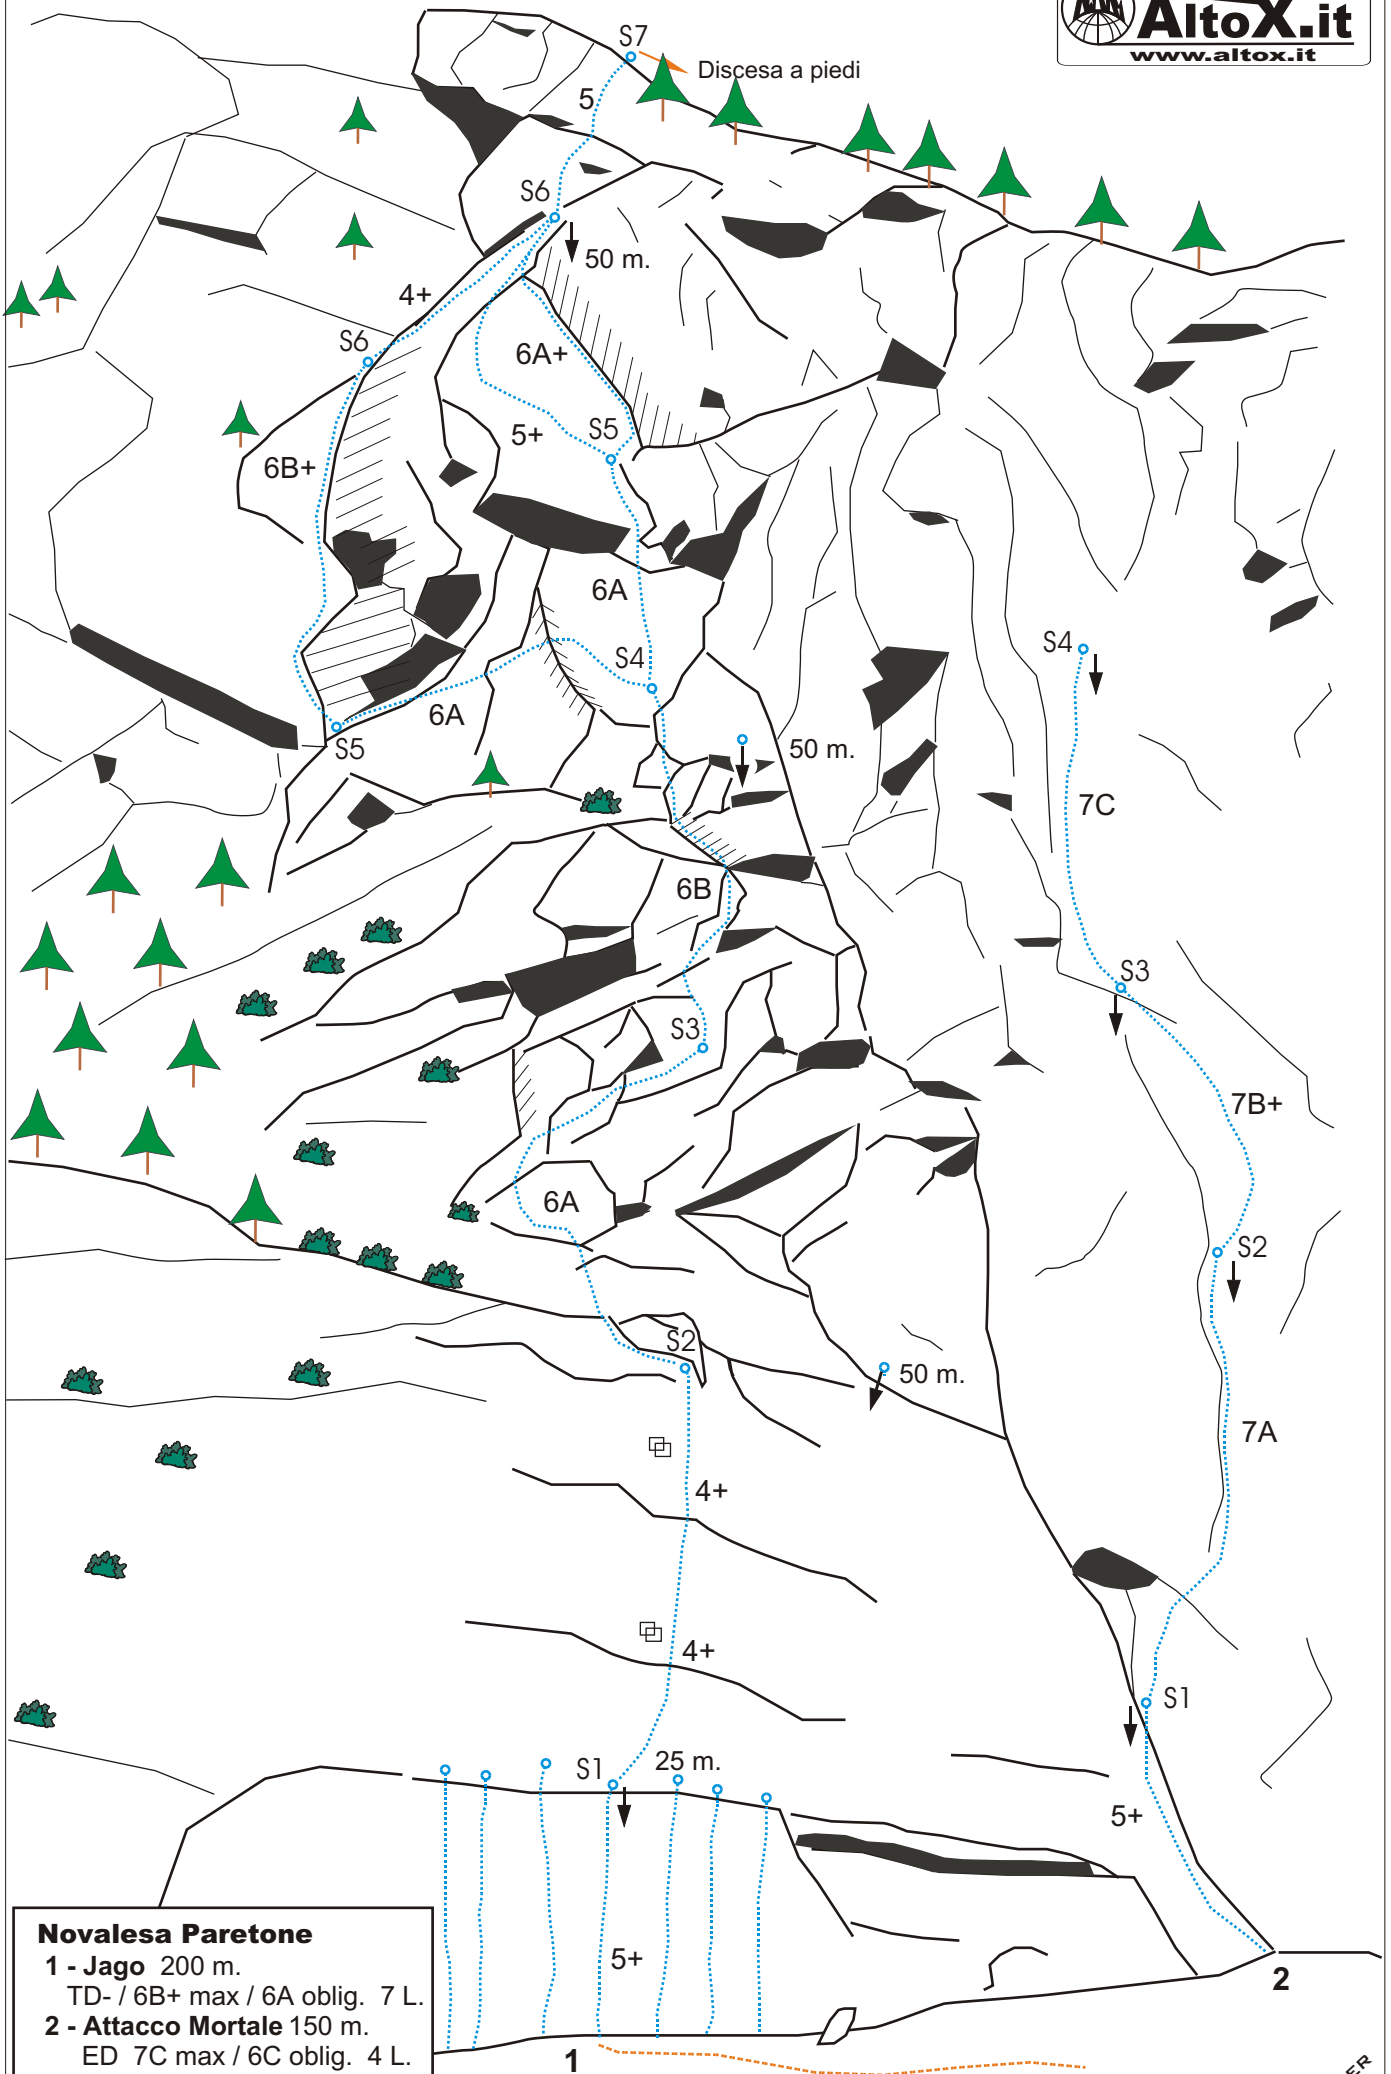 AltoX.it
www.altox.it
S7
Discesa a piedi
5
S6
50 m.
4+
S6
6A+
5+
S5
6B+
6A
S4
S4
6A
S5
50 m.
7C
6B
S3
S3
7B+
6A
S2
S2
50 m.
7A
4+
4+
S1
S1
25 m.
5+
5+
Novalesa Paretone
1 - Jago 200 m.
TD- / 6B+ max / 6A oblig. 7 L.
2 - Attacco Mortale 150 m.
ED 7C max / 6C oblig. 4 L.
2
1
ER